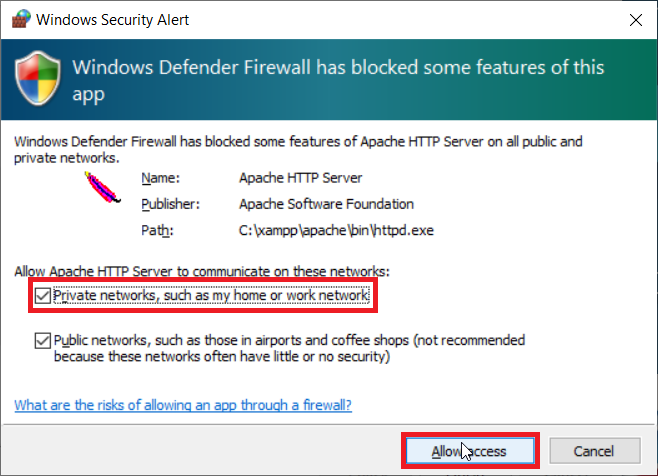 Windows Security Alert
Windows Defender Firewall has blocked some features of this
app
Windows Defender Firewall has blocked some features of Apache HTTP Server on all public and
private networks.
Name: Apache HTTP Server
Publisher: Apache Software Foundation
Path: C:\xampp\apache\bin\httpd.exe
Allow Apache HTTP Server to communicate on these networks:
Private networks, such as my home or work network
Public networks, such as those in airports and coffee shops (not recommended
because these networks often have little or no security)
What are the risks of allowing an app through a firewall?
Allow access Cancel